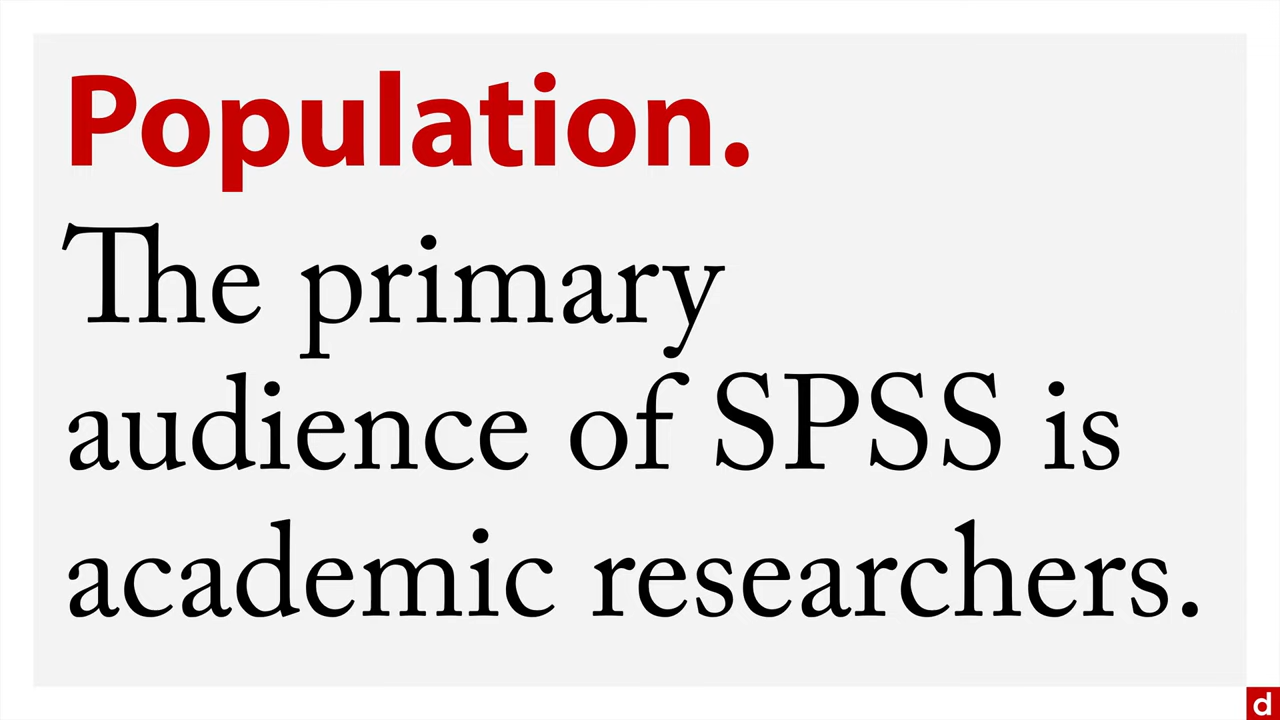 Population.
The primary
audience of SPSS is
academic researchers.
d